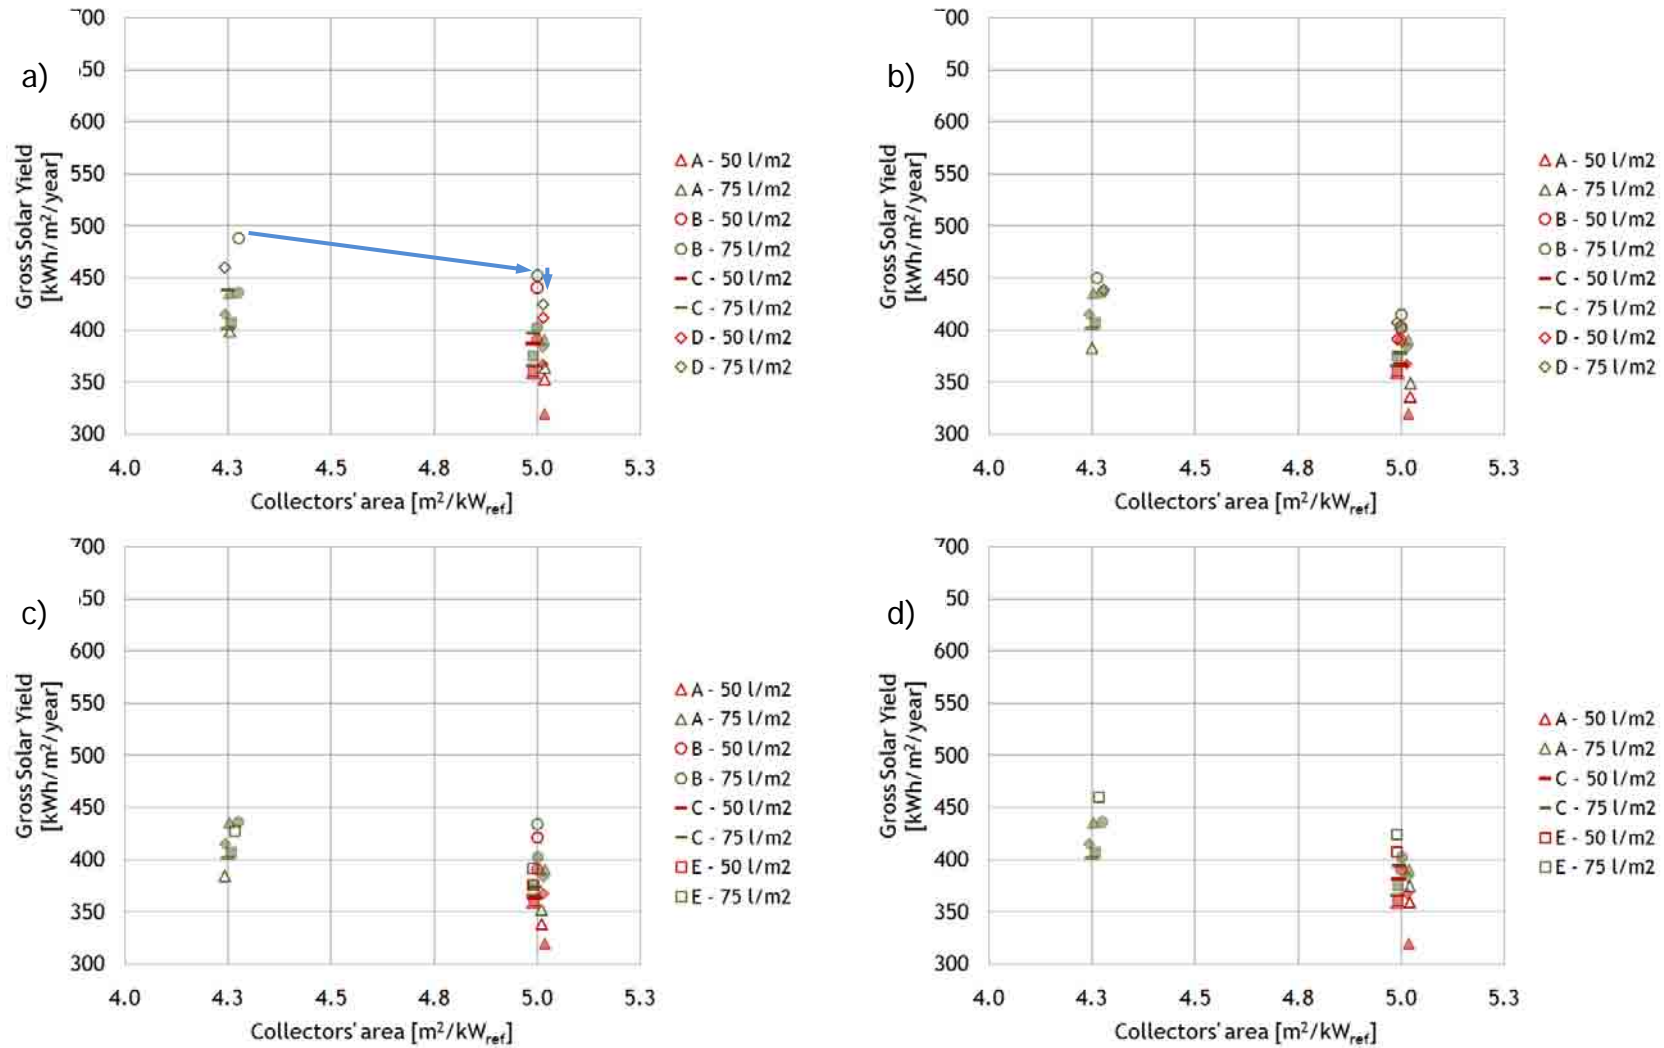 a)
00
50
600
550
500
450
400
350
300
4.0 4.3 4.5 4.8 5.0 5.3
Gross Solar Yield
[kWh/m²/year]
Collectors' area [m²/kWref]
A - 50 l/m2
A - 75 l/m2
B - 50 l/m2
B - 75 l/m2
C - 50 l/m2
C - 75 l/m2
D - 50 l/m2
D - 75 l/m2
b)
00
50
600
550
500
450
400
350
300
4.0 4.3 4.5 4.8 5.0 5.3
Gross Solar Yield
[kWh/m²/year]
Collectors' area [m²/kWref]
A - 50 l/m2
A - 75 l/m2
B - 50 l/m2
B - 75 l/m2
C - 50 l/m2
C - 75 l/m2
D - 50 l/m2
D - 75 l/m2
c)
700
50
600
550
500
450
400
350
300
4.0 4.3 4.5 4.8 5.0 5.3
Gross Solar Yield
[kWh/m²/year]
Collectors' area [m²/kWref]
A - 50 l/m2
A - 75 l/m2
B - 50 l/m2
B - 75 l/m2
C - 50 l/m2
C - 75 l/m2
E - 50 l/m2
E - 75 l/m2
d)
700
50
600
550
500
450
400
350
300
4.0 4.3 4.5 4.8 5.0 5.3
Gross Solar Yield
[kWh/m²/year]
Collectors' area [m²/kWref]
A - 50 l/m2
A - 75 l/m2
C - 50 l/m2
C - 75 l/m2
E - 50 l/m2
E - 75 l/m2